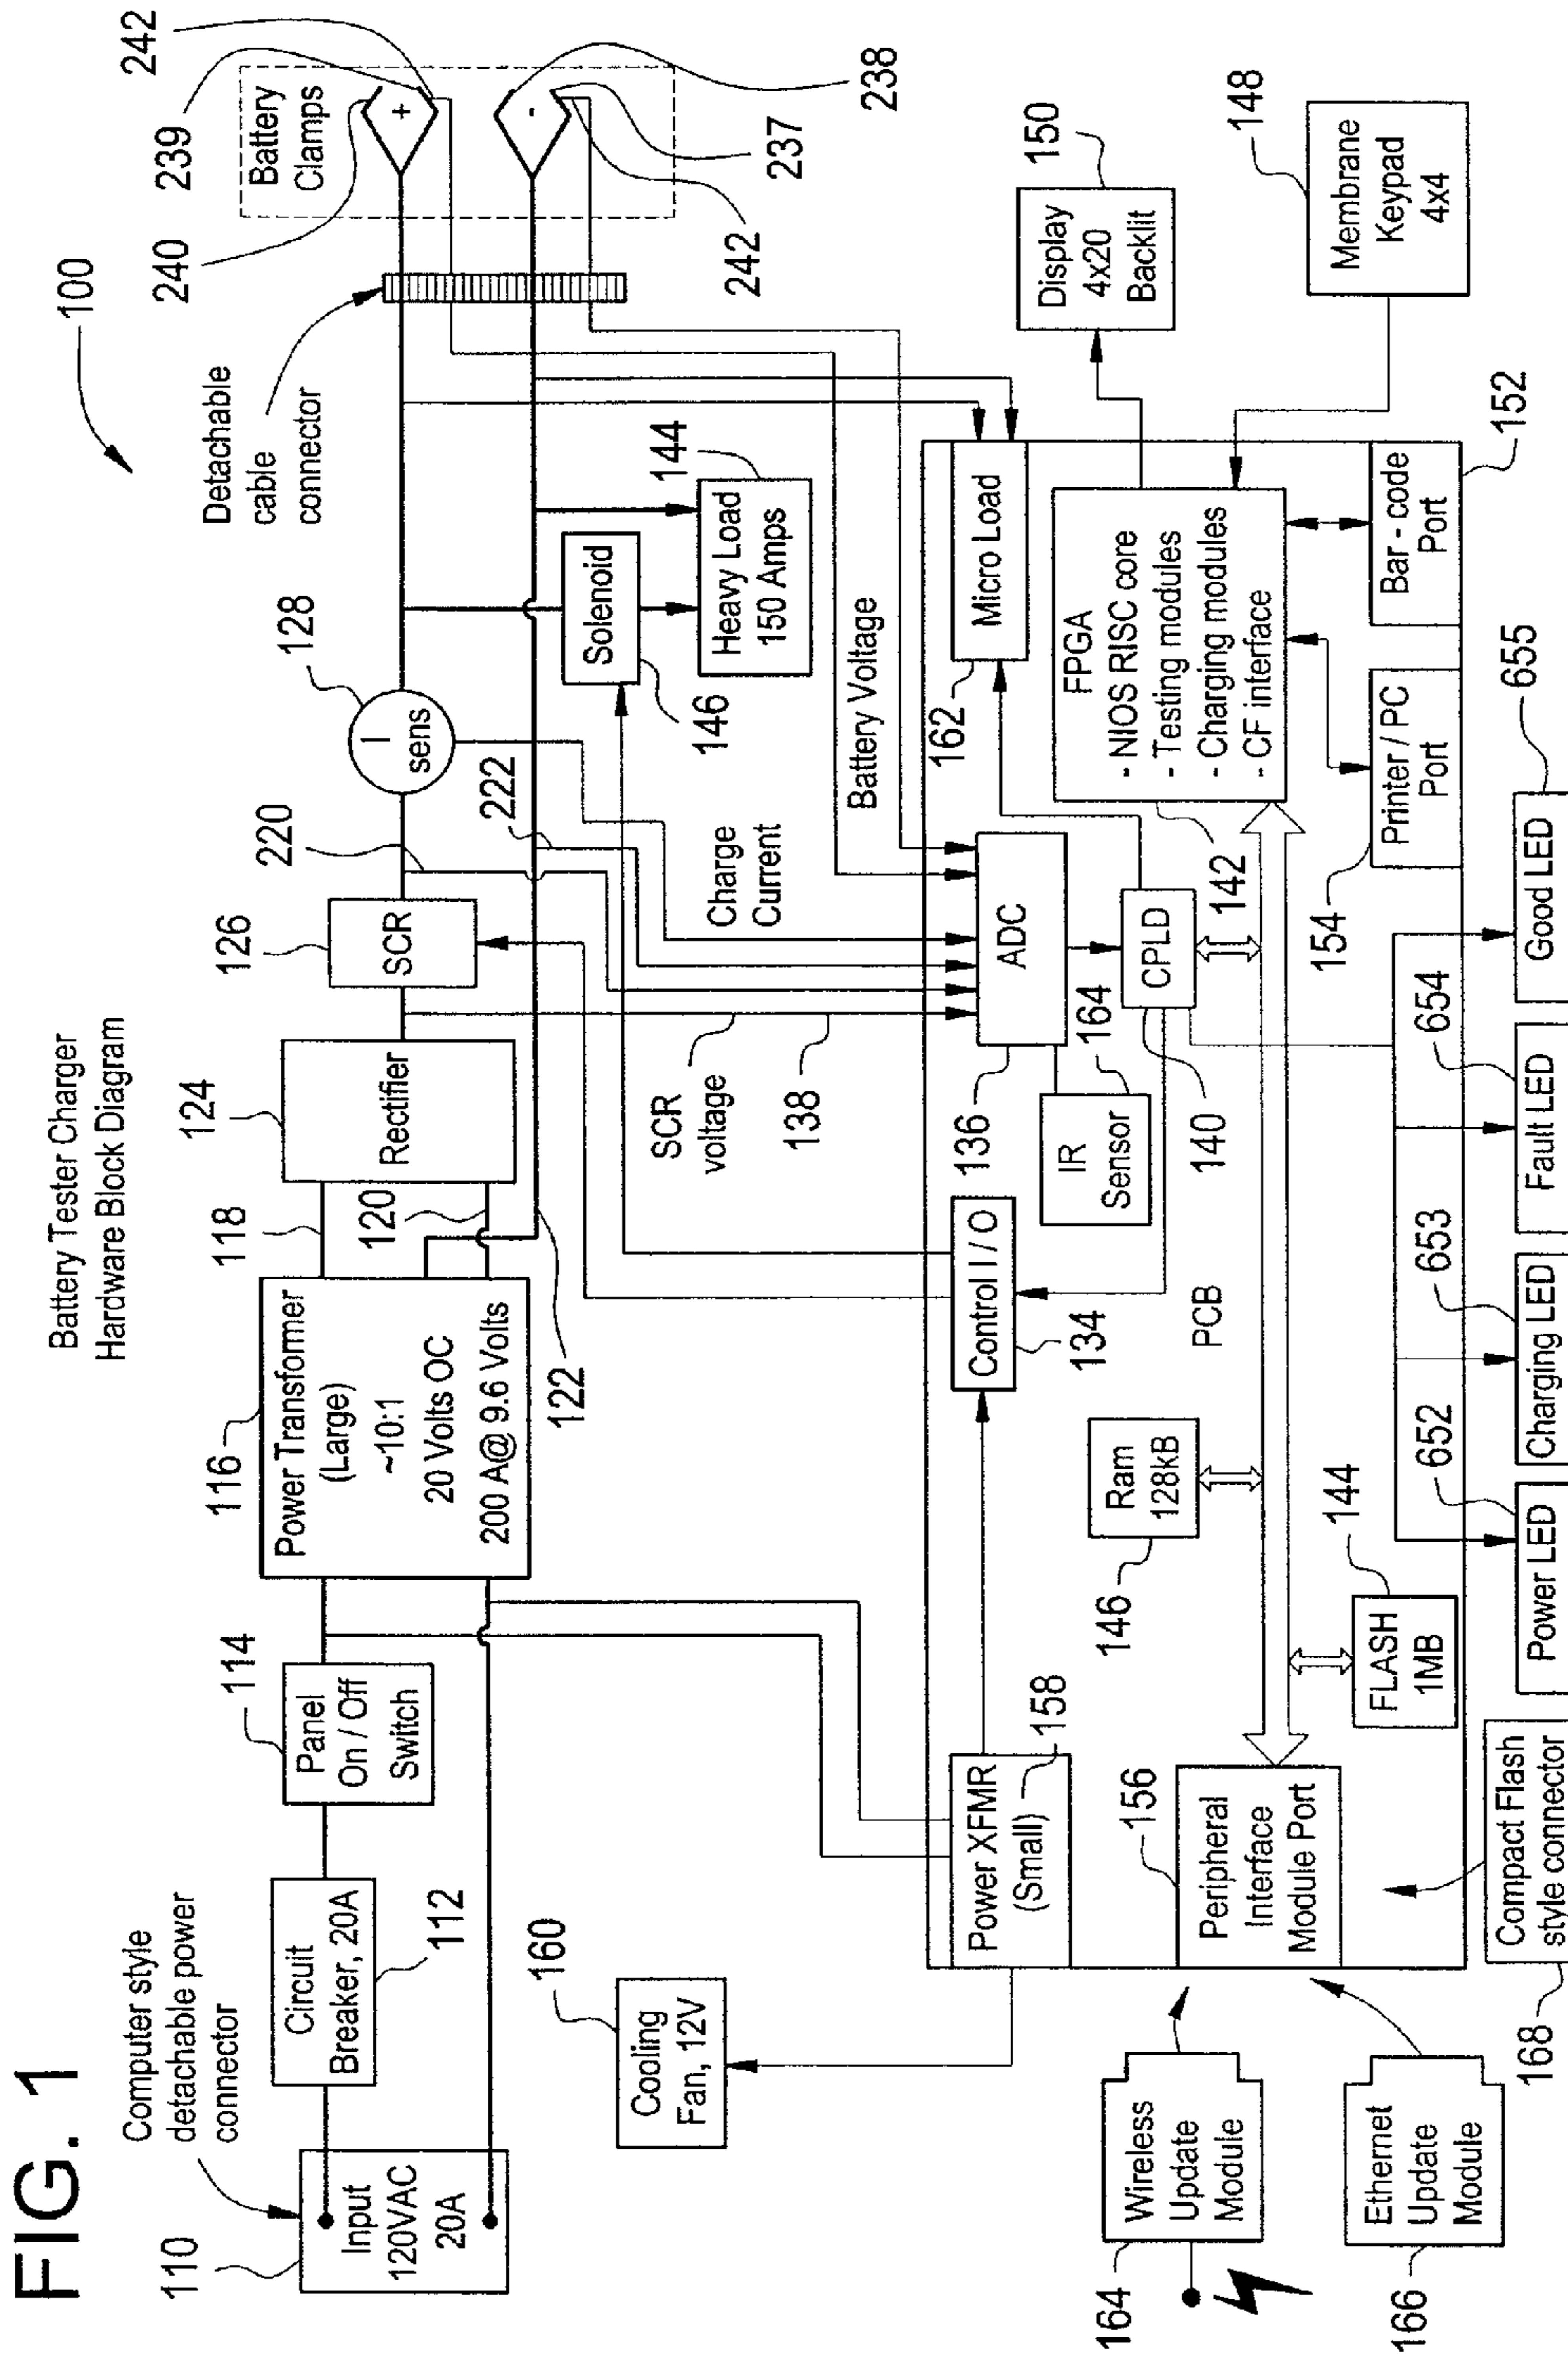 FIG. 1
Battery Tester Charger
Hardware Block Diagram
100
Computer style
detachable power
connector
110
Input
120VAC
20A
Circuit
Breaker, 20A
112
114
Panel
On / Off
Switch
116
Power Transformer
(Large)
~10:1
20 Volts OC
200 A@ 9.6 Volts
118
120
122
124
Rectifier
126
SCR
220
222
128
I
sens
Detachable
cable
connector
240
239
242
Battery
Clamps
+
-
238
237
242
SCR
voltage
138
Charge
Current
Solenoid
146
Heavy Load
150 Amps
144
Battery Voltage
160
Cooling
Fan, 12V
Power XFMR
(Small)
158
Control I / O
134
136
ADC
IR
Sensor
164
CPLD
140
162
Micro Load
FPGA
- NIOS RISC core
- Testing modules
- Charging modules
- CF interface
142
Display
4x20
Backlit
150
Membrane
Keypad
4x4
148
PCB
Ram
128kB
146
FLASH
1MB
144
156
Peripheral
Interface
Module Port
154
Printer / PC
Port
Bar - code
Port
152
Wireless
Update
Module
164
Ethernet
Update
Module
166
Compact Flash
style connector
168
652
Power LED
653
Charging LED
654
Fault LED
655
Good LED